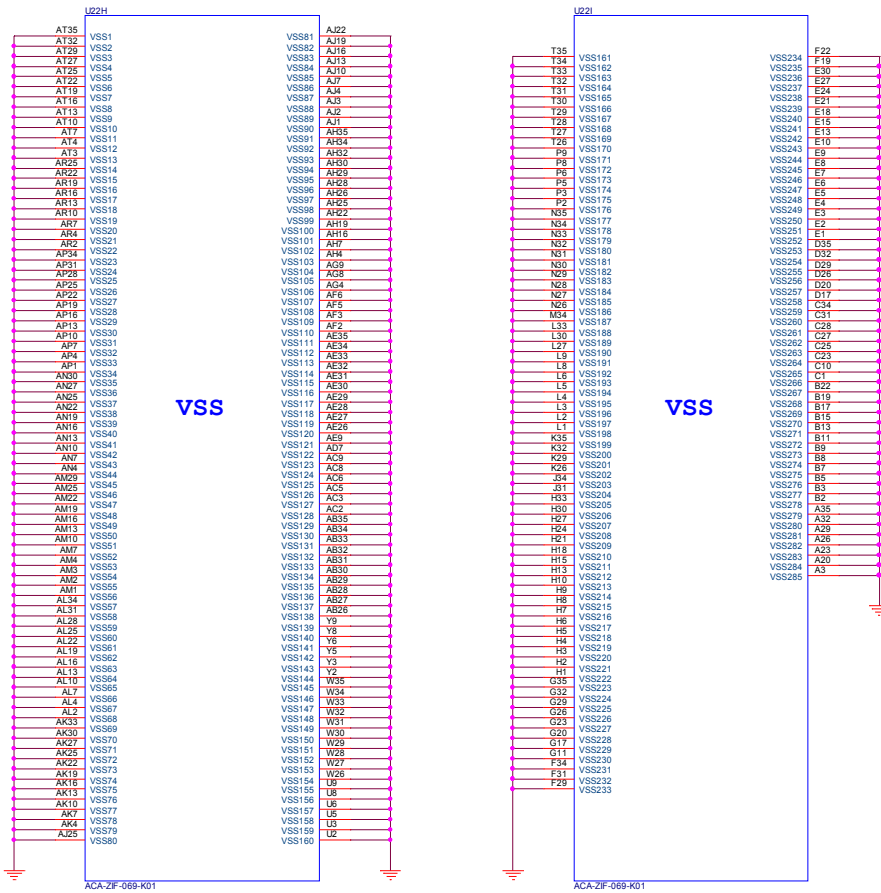 U22H
AT35 VSS1
AT32 VSS2
AT29 VSS3
AT27 VSS4
AT25 VSS5
AT22 VSS6
AT19 VSS7
AT16 VSS8
AT13 VSS9
AT10 VSS10
AT7 VSS11
AT4 VSS12
AT3 VSS13
AR25 VSS14
AR22 VSS15
AR19 VSS16
AR16 VSS17
AR13 VSS18
AR10 VSS19
AR7 VSS20
AR4 VSS21
AR2 VSS22
AP34 VSS23
AP31 VSS24
AP28 VSS25
AP25 VSS26
AP22 VSS27
AP19 VSS28
AP16 VSS29
AP13 VSS30
AP10 VSS31
AP7 VSS32
AP4 VSS33
AP1 VSS34
AN30 VSS35
AN27 VSS36
AN25 VSS37
AN22 VSS38
AN19 VSS39
AN16 VSS40
AN13 VSS41
AN10 VSS42
AN7 VSS43
AN4 VSS44
AM29 VSS45
AM25 VSS46
AM22 VSS47
AM19 VSS48
AM16 VSS49
AM13 VSS50
AM10 VSS51
AM7 VSS52
AM4 VSS53
AM3 VSS54
AM2 VSS55
AM1 VSS56
AL34 VSS57
AL31 VSS58
AL28 VSS59
AL25 VSS60
AL22 VSS61
AL19 VSS62
AL16 VSS63
AL13 VSS64
AL10 VSS65
AL7 VSS66
AL4 VSS67
AL2 VSS68
AK33 VSS69
AK30 VSS70
AK27 VSS71
AK25 VSS72
AK22 VSS73
AK19 VSS74
AK16 VSS75
AK13 VSS76
AK10 VSS77
AK7 VSS78
AK4 VSS79
AJ25 VSS80
VSS
VSS81 AJ22
VSS82 AJ19
VSS83 AJ16
VSS84 AJ13
VSS85 AJ10
VSS86 AJ7
VSS87 AJ4
VSS88 AJ3
VSS89 AJ2
VSS90 AJ1
VSS91 AH35
VSS92 AH34
VSS93 AH32
VSS94 AH30
VSS95 AH29
VSS96 AH28
VSS97 AH26
VSS98 AH25
VSS99 AH22
VSS100 AH19
VSS101 AH16
VSS102 AH7
VSS103 AH4
VSS104 AG9
VSS105 AG8
VSS106 AG4
VSS107 AF6
VSS108 AF5
VSS109 AF3
VSS110 AF2
VSS111 AE35
VSS112 AE34
VSS113 AE33
VSS114 AE32
VSS115 AE31
VSS116 AE30
VSS117 AE29
VSS118 AE28
VSS119 AE27
VSS120 AE26
VSS121 AE9
VSS122 AD7
VSS123 AC9
VSS124 AC8
VSS125 AC6
VSS126 AC5
VSS127 AC3
VSS128 AC2
VSS129 AB35
VSS130 AB34
VSS131 AB33
VSS132 AB32
VSS133 AB31
VSS134 AB30
VSS135 AB29
VSS136 AB28
VSS137 AB27
VSS138 AB26
VSS139 Y9
VSS140 Y8
VSS141 Y6
VSS142 Y5
VSS143 Y3
VSS144 Y2
VSS145 W35
VSS146 W34
VSS147 W33
VSS148 W32
VSS149 W31
VSS150 W30
VSS151 W29
VSS152 W28
VSS153 W27
VSS154 W26
VSS155 U9
VSS156 U8
VSS157 U6
VSS158 U5
VSS159 U3
VSS160 U2
ACA-ZIF-069-K01
U22I
T35 VSS161
T34 VSS162
T33 VSS163
T32 VSS164
T31 VSS165
T30 VSS166
T29 VSS167
T28 VSS168
T27 VSS169
T26 VSS170
P9 VSS171
P8 VSS172
P6 VSS173
P5 VSS174
P3 VSS175
P2 VSS176
N35 VSS177
N34 VSS178
N33 VSS179
N32 VSS180
N31 VSS181
N30 VSS182
N29 VSS183
N28 VSS184
N27 VSS185
N26 VSS186
M34 VSS187
L33 VSS188
L30 VSS189
L27 VSS190
L9 VSS191
L8 VSS192
L6 VSS193
L5 VSS194
L4 VSS195
L3 VSS196
L2 VSS197
L1 VSS198
K35 VSS199
K32 VSS200
K29 VSS201
K26 VSS202
J34 VSS203
J31 VSS204
H33 VSS205
H30 VSS206
H27 VSS207
H24 VSS208
H21 VSS209
H18 VSS210
H15 VSS211
H13 VSS212
H10 VSS213
H9 VSS214
H8 VSS215
H7 VSS216
H6 VSS217
H5 VSS218
H4 VSS219
H3 VSS220
H2 VSS221
H1 VSS222
G35 VSS223
G32 VSS224
G29 VSS225
G26 VSS226
G23 VSS227
G20 VSS228
G17 VSS229
G11 VSS230
F34 VSS231
F31 VSS232
F29 VSS233
VSS
VSS234 F22
VSS235 F19
VSS236 E30
VSS237 E27
VSS238 E24
VSS239 E21
VSS240 E18
VSS241 E15
VSS242 E13
VSS243 E10
VSS244 E9
VSS245 E8
VSS246 E7
VSS247 E6
VSS248 E5
VSS249 E4
VSS250 E3
VSS251 E2
VSS252 E1
VSS253 D35
VSS254 D32
VSS255 D29
VSS256 D26
VSS257 D20
VSS258 D17
VSS259 C34
VSS260 C31
VSS261 C28
VSS262 C27
VSS263 C25
VSS264 C23
VSS265 C10
VSS266 C1
VSS267 B22
VSS268 B19
VSS269 B17
VSS270 B15
VSS271 B13
VSS272 B11
VSS273 B9
VSS274 B8
VSS275 B7
VSS276 B5
VSS277 B3
VSS278 B2
VSS279 A35
VSS280 A32
VSS281 A29
VSS282 A26
VSS283 A23
VSS284 A20
VSS285 A3
ACA-ZIF-069-K01